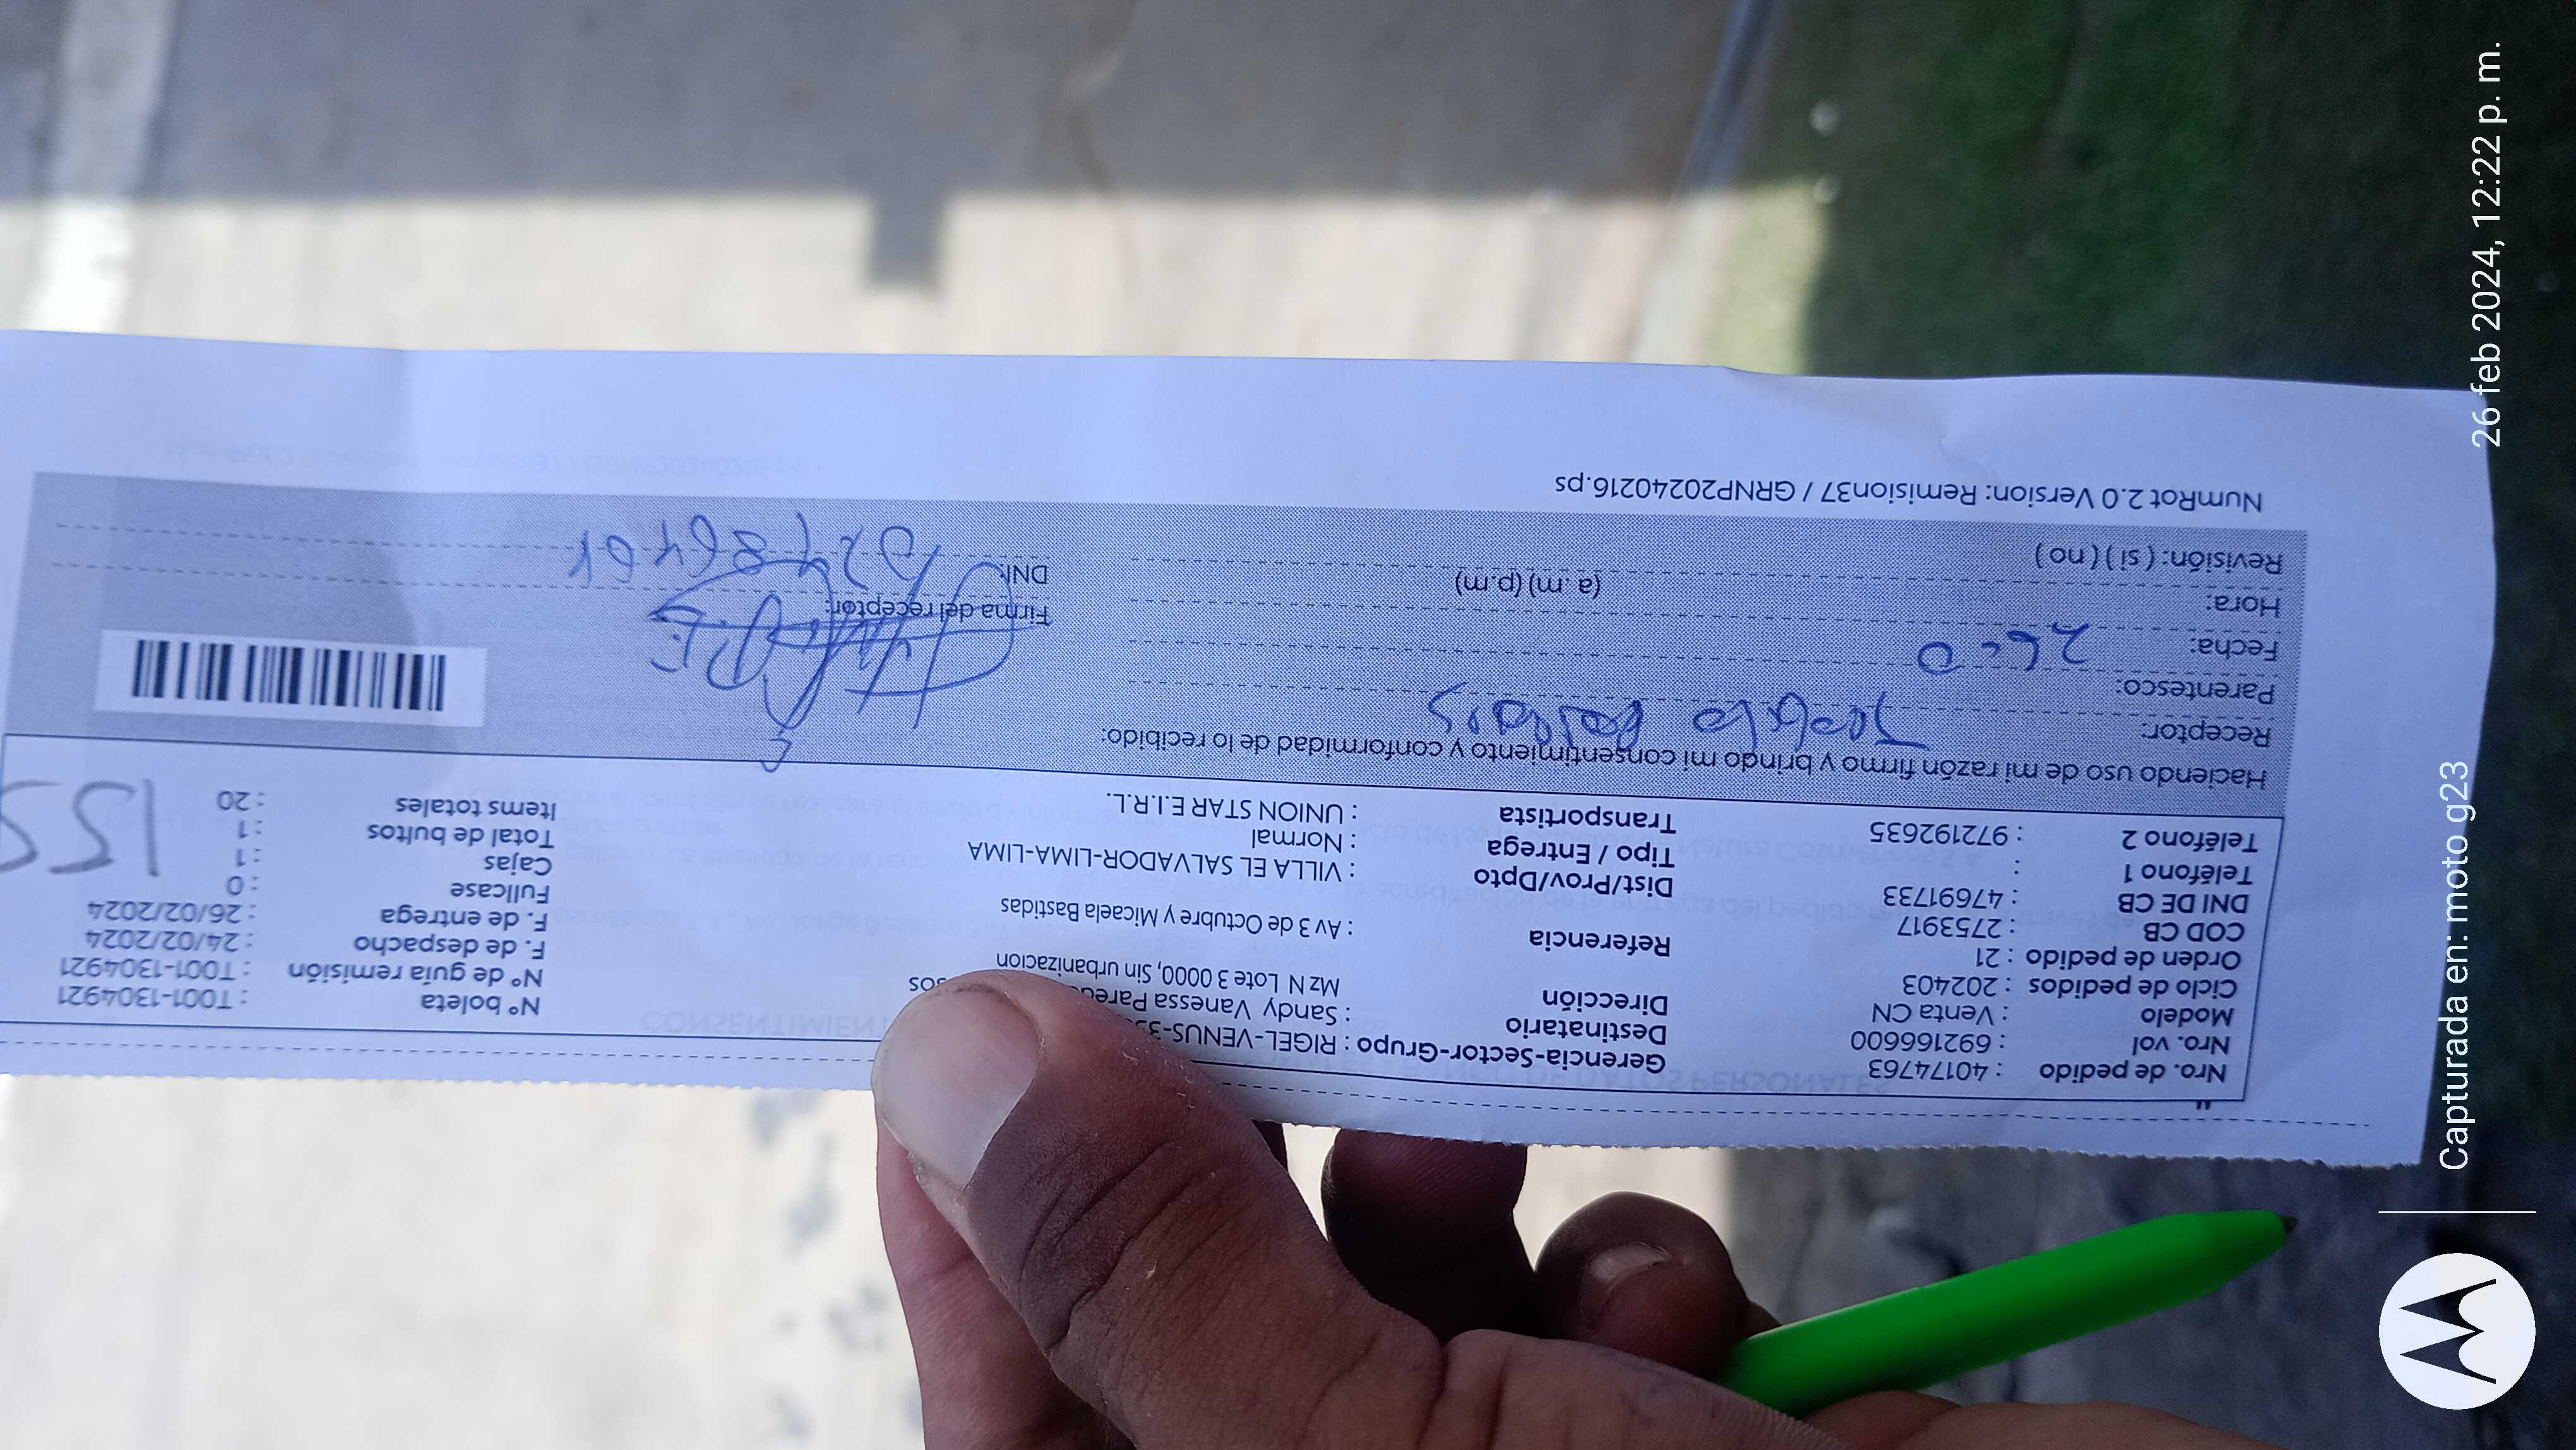 Nro. de pedido : 40174763
Nro. vol : 692166600
Modelo : Venta CN
Ciclo de pedidos : 202403
Orden de pedido : 21
COD CB : 2753917
DNI DE CB : 47691733
Teléfono 1 :
Teléfono 2 : 972192635
Gerencia-Sector-Grupo : RIGEL-VENUS-
Destinatario : Sandy Vanessa
Dirección
Mz N Lote 3 0000, Sin urbanizacion
Referencia : Av 3 de Octubre y Micaela Bastidas
Dist/Prov/Dpto : VILLA EL SALVADOR-LIMA-LIMA
Tipo / Entrega : Normal
Transportista : UNION STAR E.I.R.L.
N° boleta : T001-1304921
N° de guía remisión : T001-1304921
F. de despacho : 24/02/2024
F. de entrega : 26/02/2024
Fullcase : 0
Cajas : 1
Total de bultos : 1
Items totales : 20
Haciendo uso de mi razón firmo y brindo mi consentimiento y conformidad de lo recibido:
Receptor:
Parentesco:
Fecha:
Hora: (a. m) (p.m)
Revisión: ( si ) ( no )
Firma del receptor:
DNI:
NumRot 2.0 Version: Remision37 / GRNP20240216.ps
Capturada en: moto g23
26 feb 2024, 12:22 p. m.